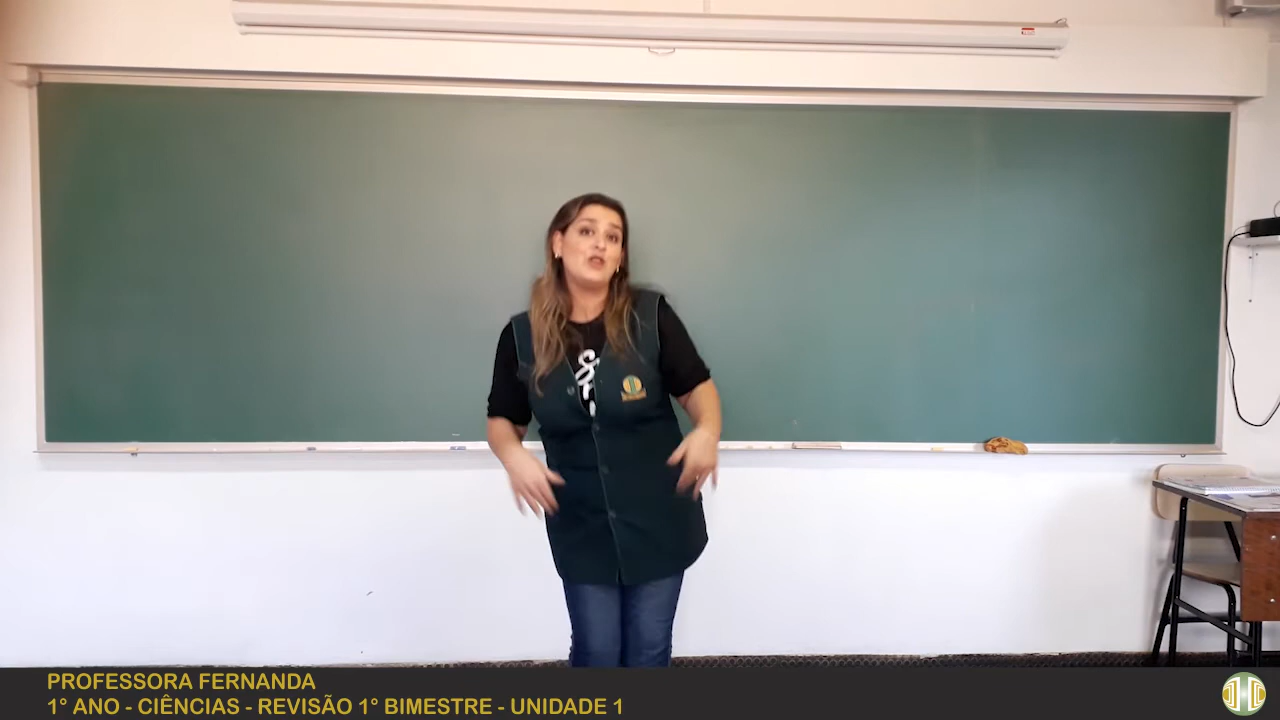 PROFESSORA FERNANDA
1° ANO - CIÊNCIAS - REVISÃO 1° BIMESTRE - UNIDADE 1